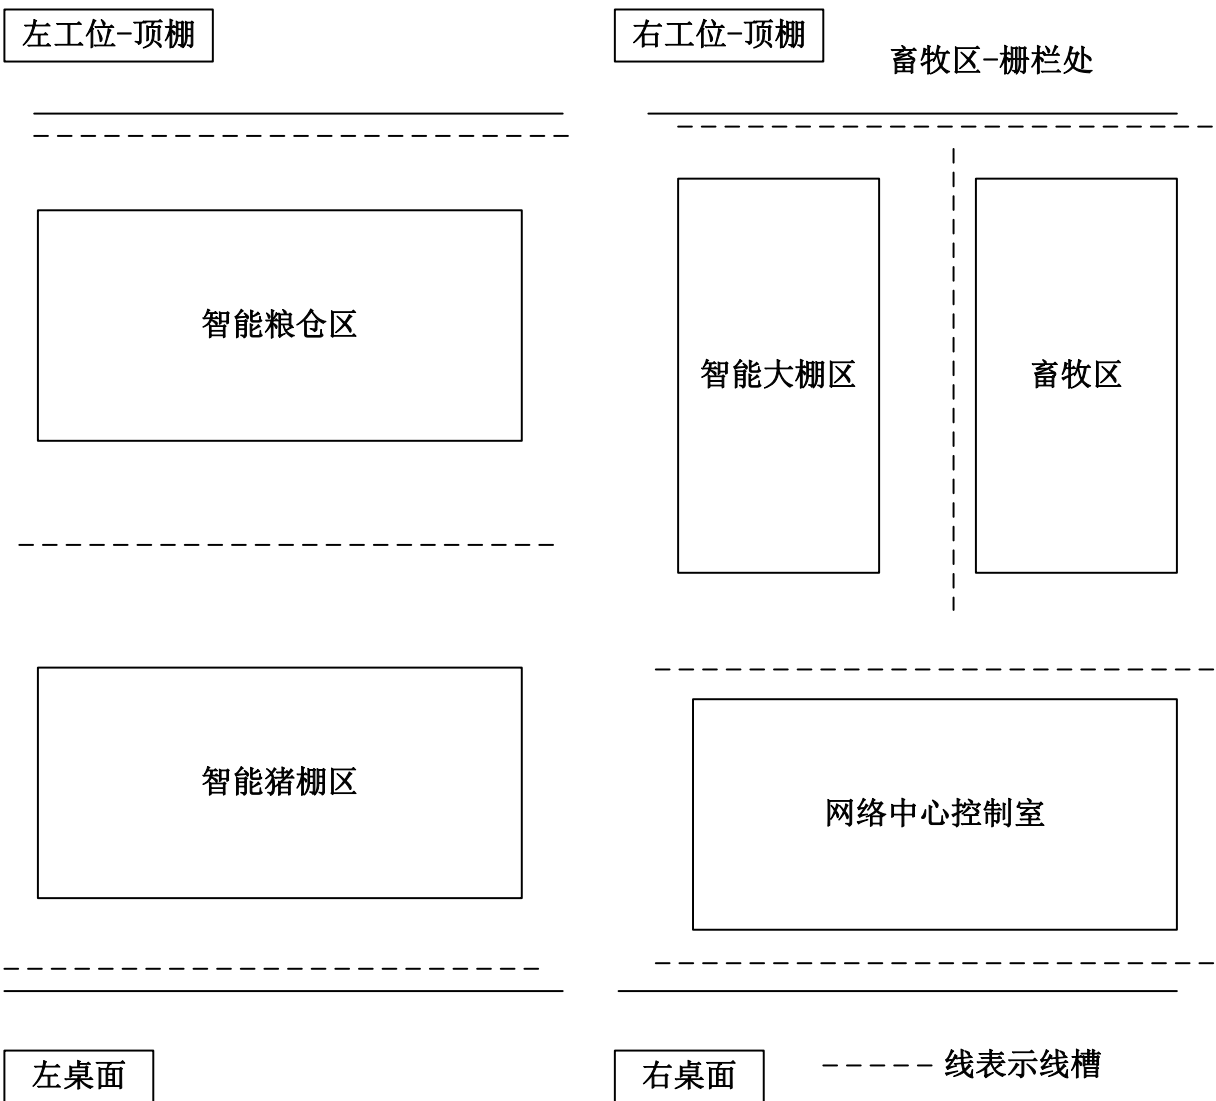 左工位-顶棚
右工位-顶棚
畜牧区-栅栏处
智能粮仓区
智能大棚区
畜牧区
智能猪棚区
网络中心控制室
左桌面
右桌面
线表示线槽